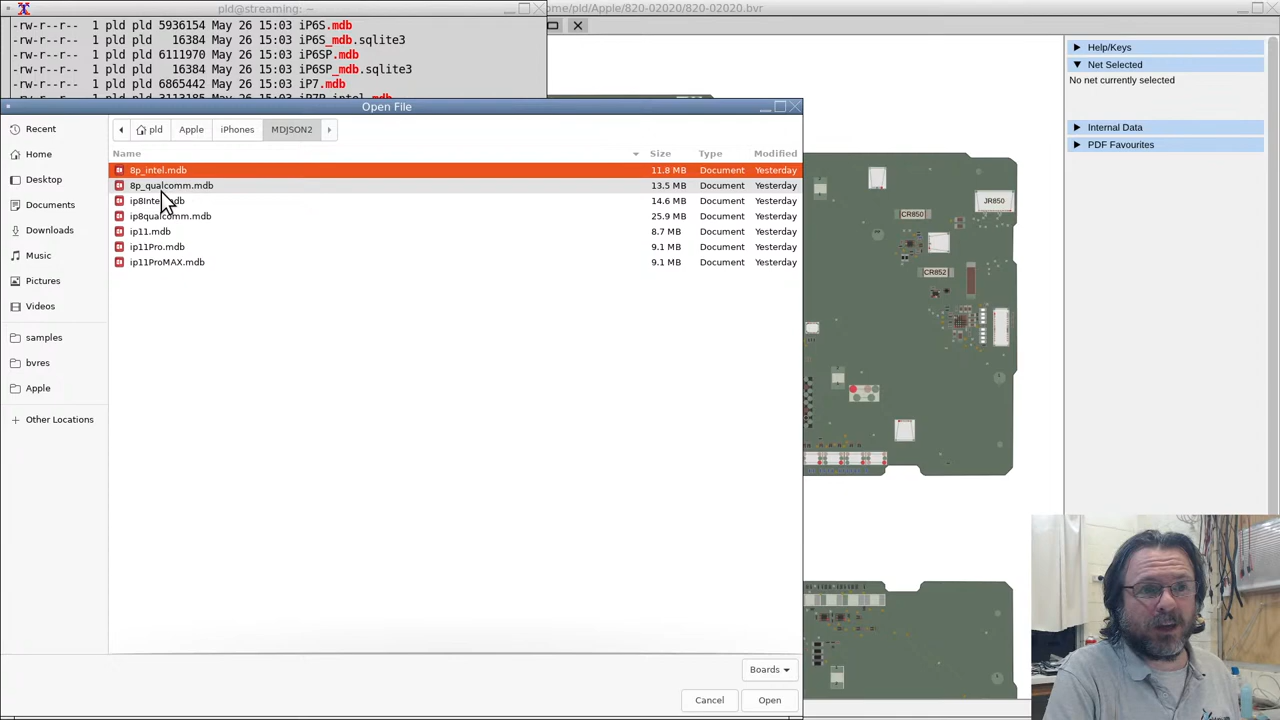 pld@streaming: ~
ome/pld/Apple/820-02020/820-02020.bvr
-rw-r--r-- 1 pld pld 5936154 May 26 15:03 iP6S.mdb
-rw-r--r-- 1 pld pld 16384 May 26 15:03 iP6S_mdb.sqlite3
-rw-r--r-- 1 pld pld 6111970 May 26 15:03 iP6SP.mdb
-rw-r--r-- 1 pld pld 16384 May 26 15:03 iP6SP_mdb.sqlite3
-rw-r--r-- 1 pld pld 6865442 May 26 15:03 iP7.mdb
Help/Keys
Net Selected
No net currently selected
Internal Data
PDF Favourites
Open File
Recent
Home
Desktop
Documents
Downloads
Music
Pictures
Videos
samples
bvres
Apple
Other Locations
pld Apple iPhones MDJSON2
Name Size Type Modified
8p_intel.mdb 11.8 MB Document Yesterday
8p_qualcomm.mdb 13.5 MB Document Yesterday
14.6 MB Document Yesterday
ip8qualcomm.mdb 25.9 MB Document Yesterday
ip11.mdb 8.7 MB Document Yesterday
ip11Pro.mdb 9.1 MB Document Yesterday
ip11ProMAX.mdb 9.1 MB Document Yesterday
Boards
Cancel
Open
JR850
CR850
CR852